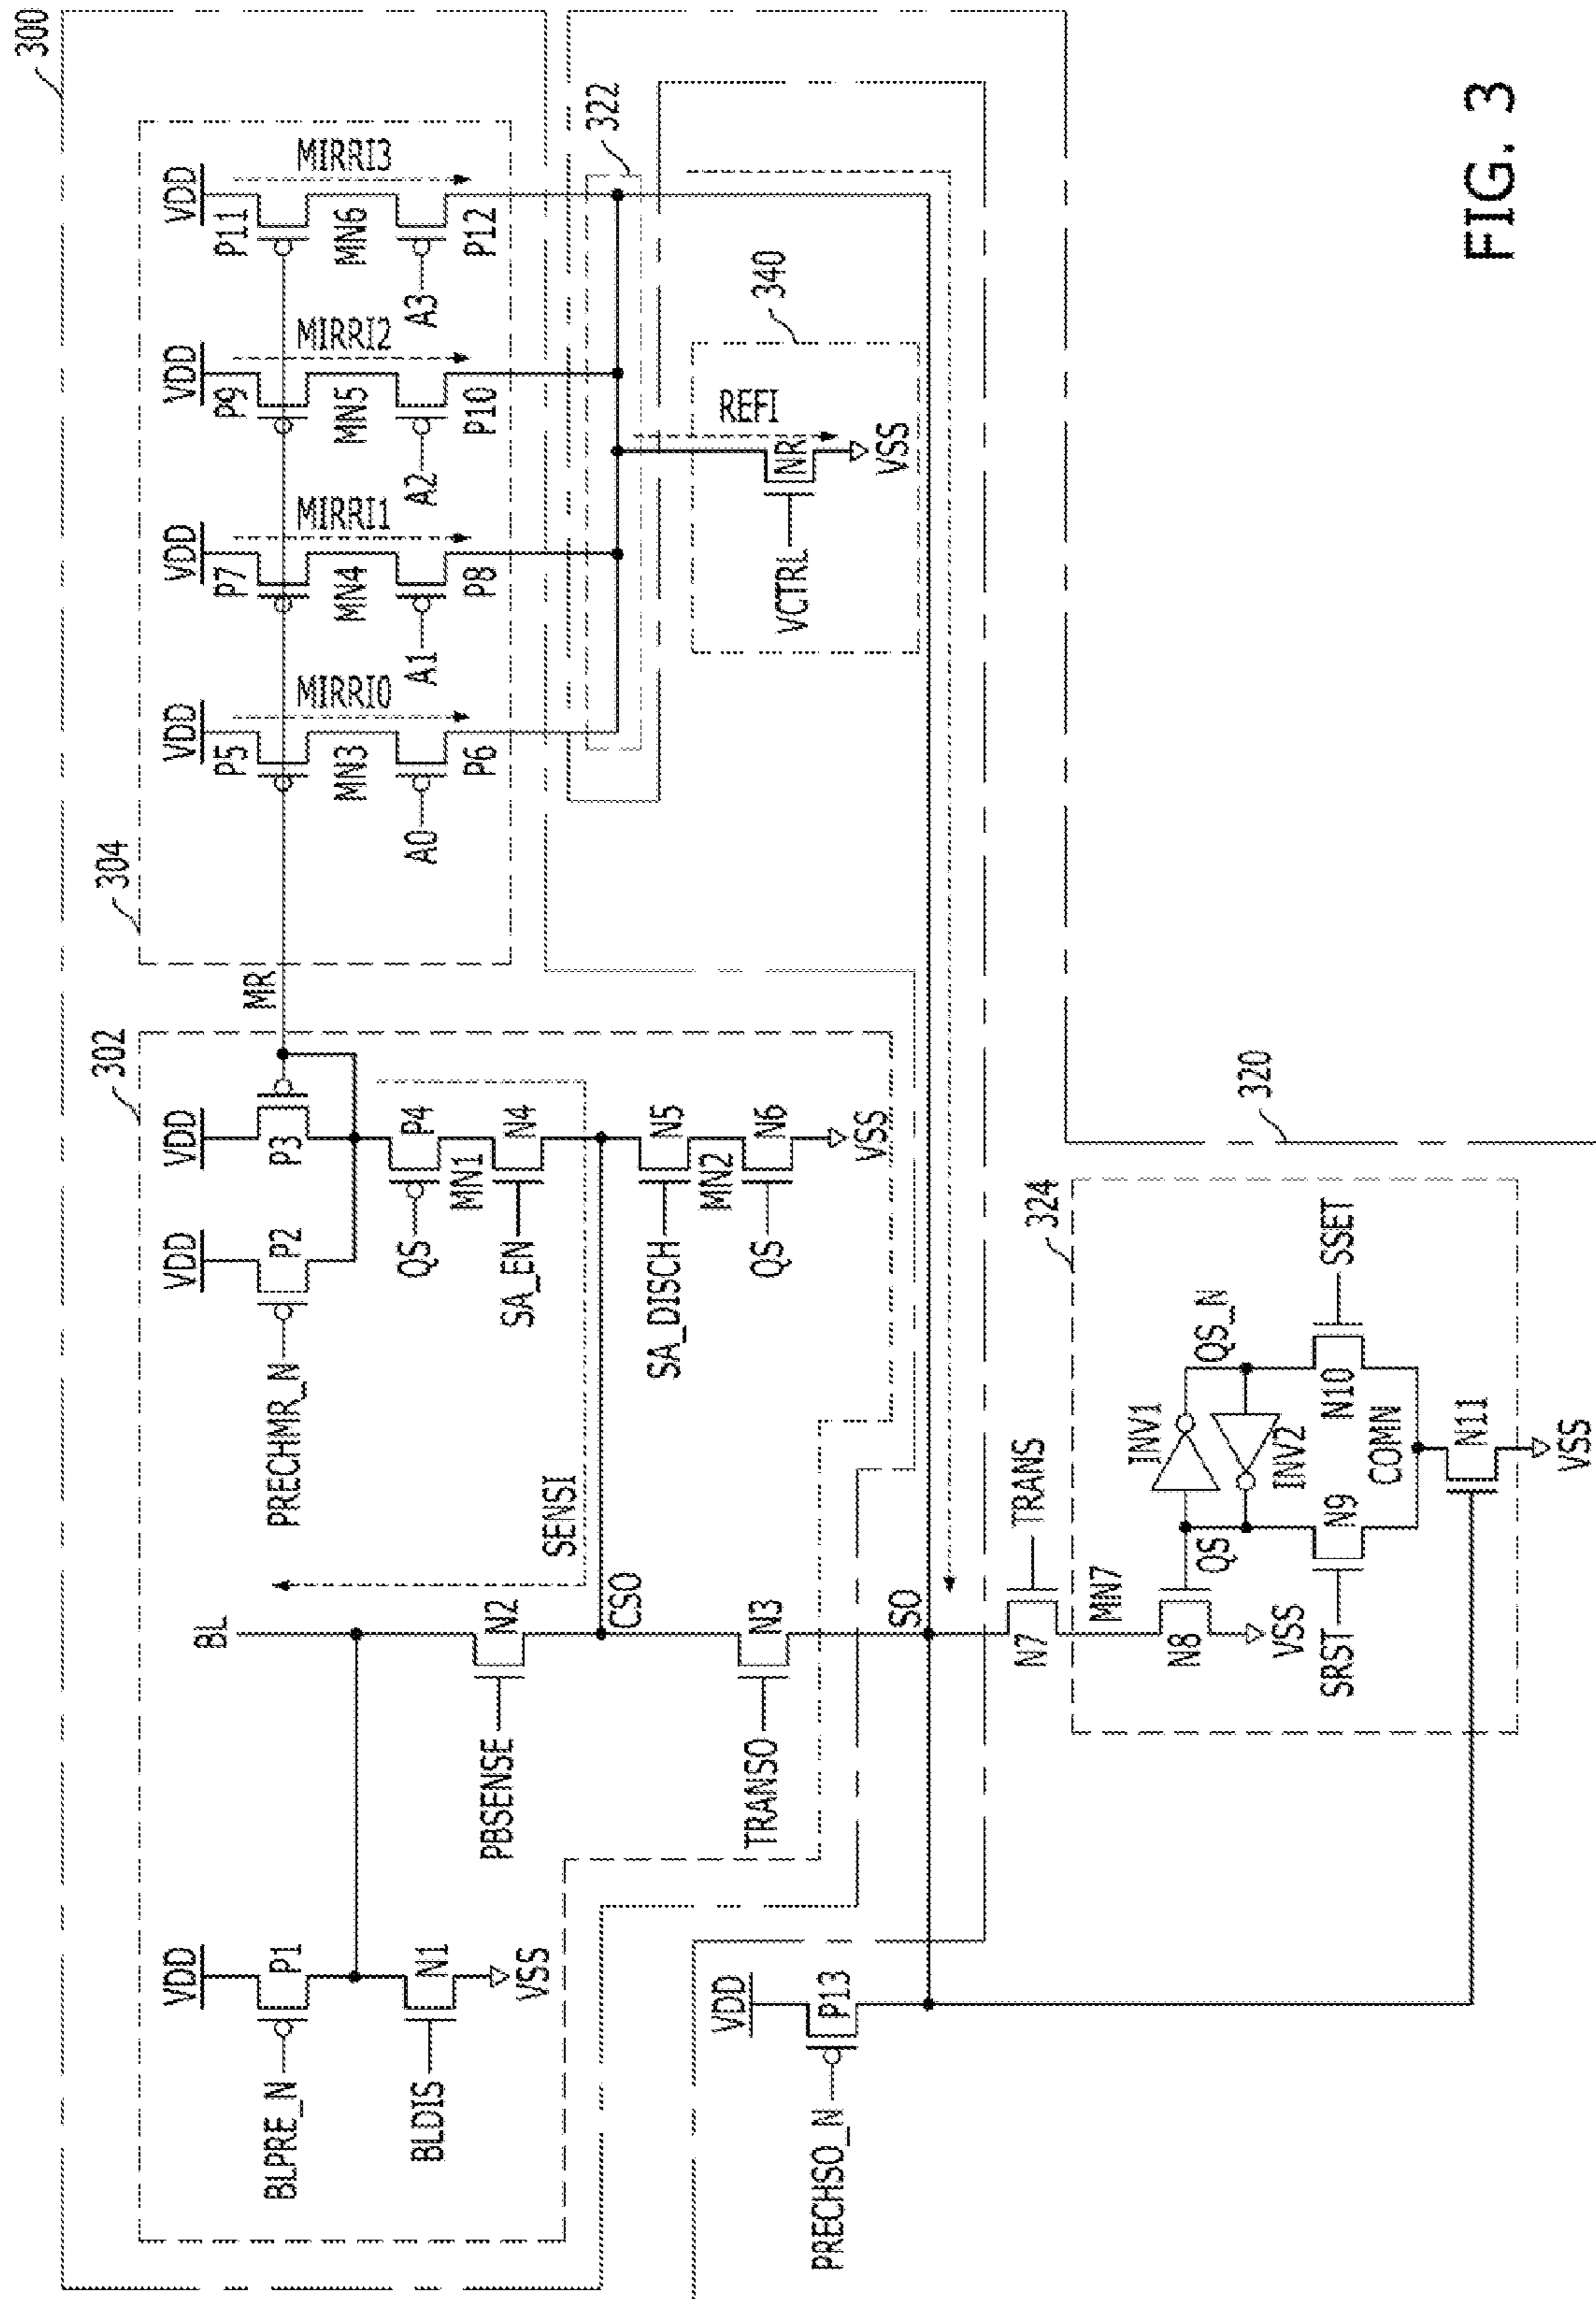 300
302
304
VDD
P1
BLPRE_N
BLDIS
N1
VSS
BL
PRECHMR_N
VDD
P2
VDD
P3
MR
QS
P4
MN1
SA_EN
N4
SENSI
PBSENSE
N2
CSO
SA_DISCH
N5
MN2
QS
N6
VSS
TRANSO
N3
SO
VDD
P5
MN3
A0
P6
MIRRI0
VDD
P7
MN4
A1
P8
MIRRI1
VDD
P9
MN5
A2
P10
MIRRI2
VDD
P11
MN6
A3
P12
MIRRI3
322
340
REFI
VCTRL
NR
VSS
VDD
PRECHSO_N
P13
N7
TRANS
320
324
MN7
N8
VSS
INV1
QS
QS_N
INV2
SRST
N9
N10
SSET
COMN
N11
VSS
FIG. 3